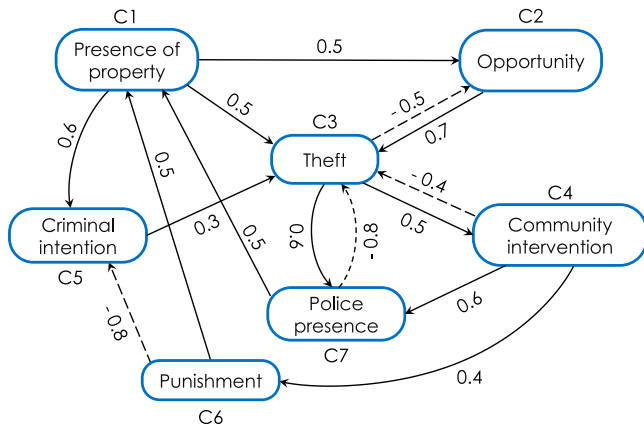 C1
C2
Presence of
property
0.5
Opportunity
0.5
- 0.5
0.7
C3
0.6
Theft
- 0.4
C4
0.5
0.3
0.5
Criminal
intention
Community
intervention
C5
0.5
0.6
- 0.8
0.6
Police
presence
- 0.8
C7
Punishment
0.4
C6